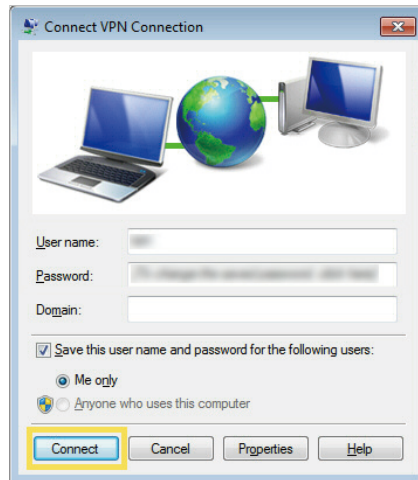 Connect VPN Connection
User name:
Password:
Domain:
Save this user name and password for the following users:
Me only
Anyone who uses this computer
Connect Cancel Properties Help